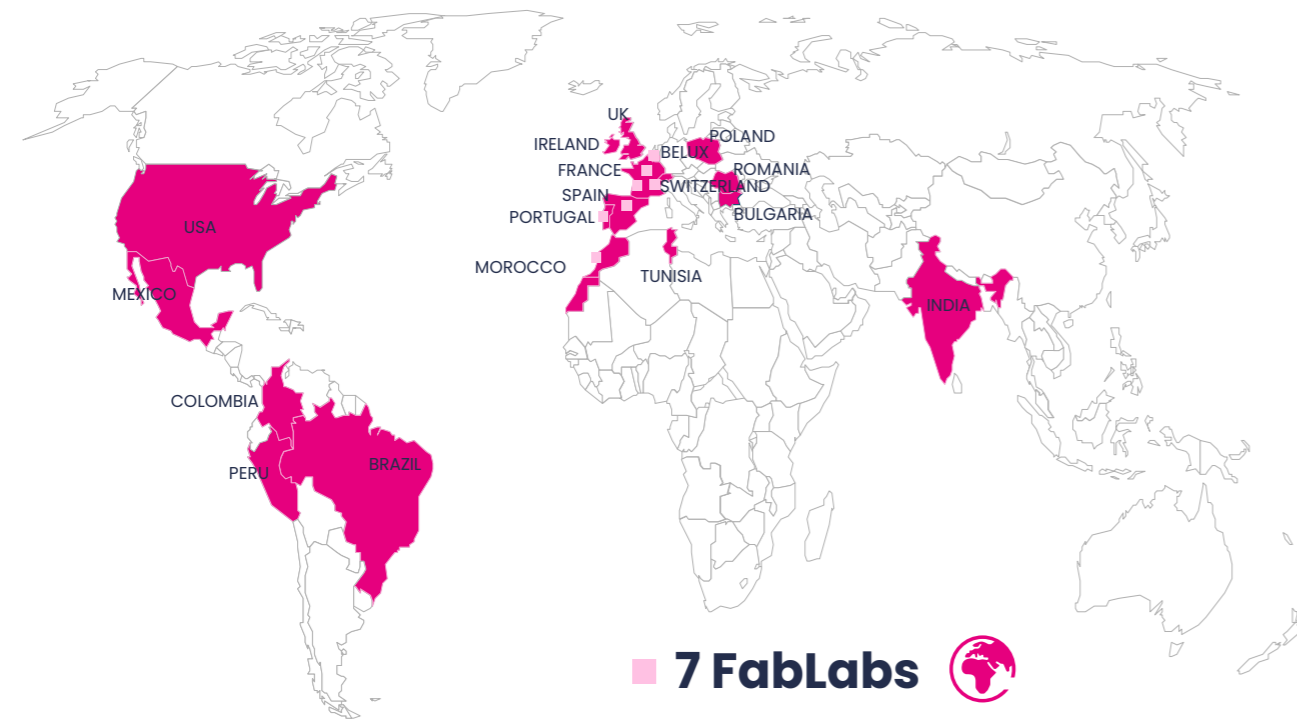 UK
POLAND
IRELAND
BELUX
FRANCE
ROMANIA
SWITZERLAND
SPAIN
BULGARIA
PORTUGAL
USA
MOROCCO
TUNISIA
MEXICO
INDIA
COLOMBIA
BRAZIL
PERU
7 FabLabs